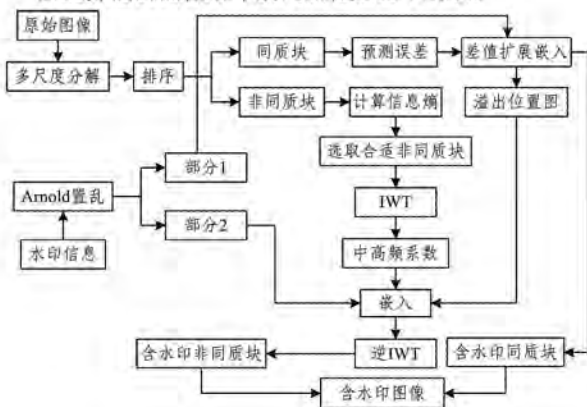 原始图像
多尺度分解
排序
同质块
预测误差
差值扩展嵌入
非同质块
计算信息熵
溢出位置图
选取合适非同质块
部分1
Arnold置乱
IWT
部分2
水印信息
中高频系数
嵌入
含水印非同质块
逆IWT
含水印同质块
含水印图像